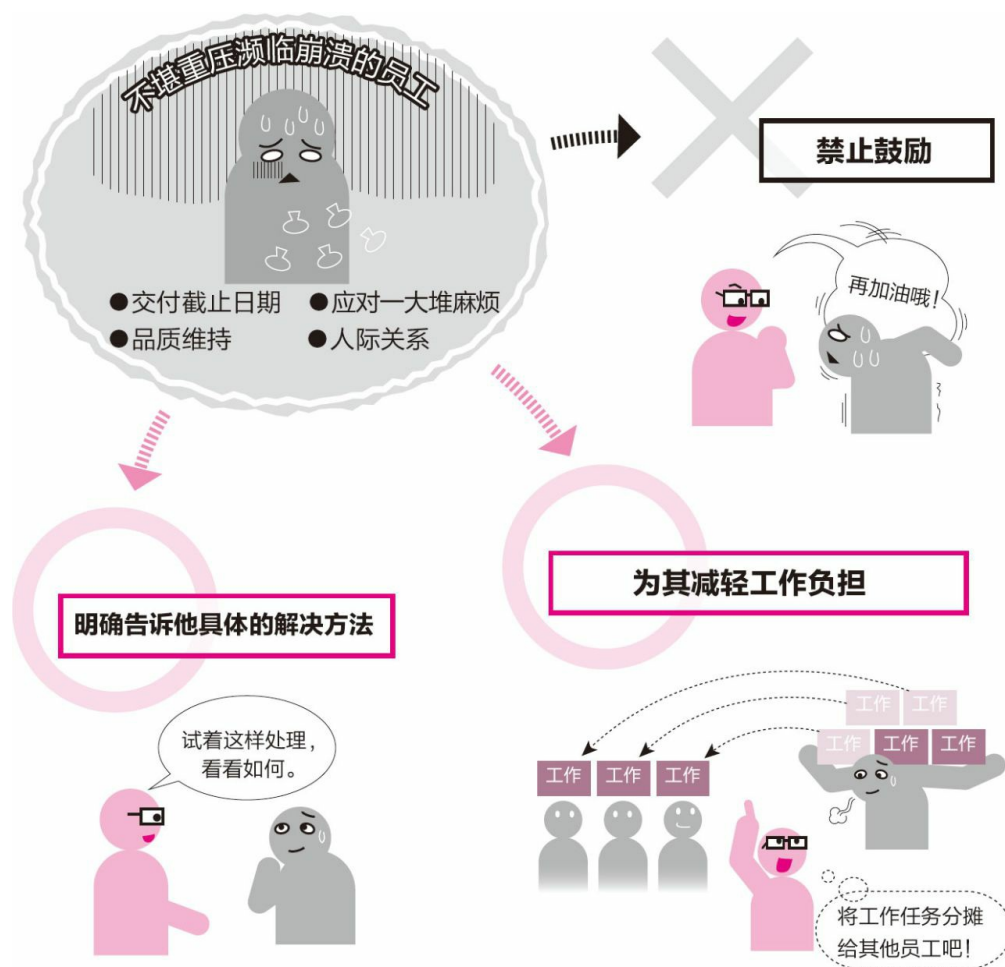 不堪重压濒临崩溃的员工
●交付截止日期 ●应对一大堆麻烦
●品质维持 ●人际关系
禁止鼓励
再加油哦！
明确告诉他具体的解决方法
试着这样处理，
看看如何。
为其减轻工作负担
工作 工作
工作 工作 工作
工作 工作 工作
将工作任务分摊
给其他员工吧！